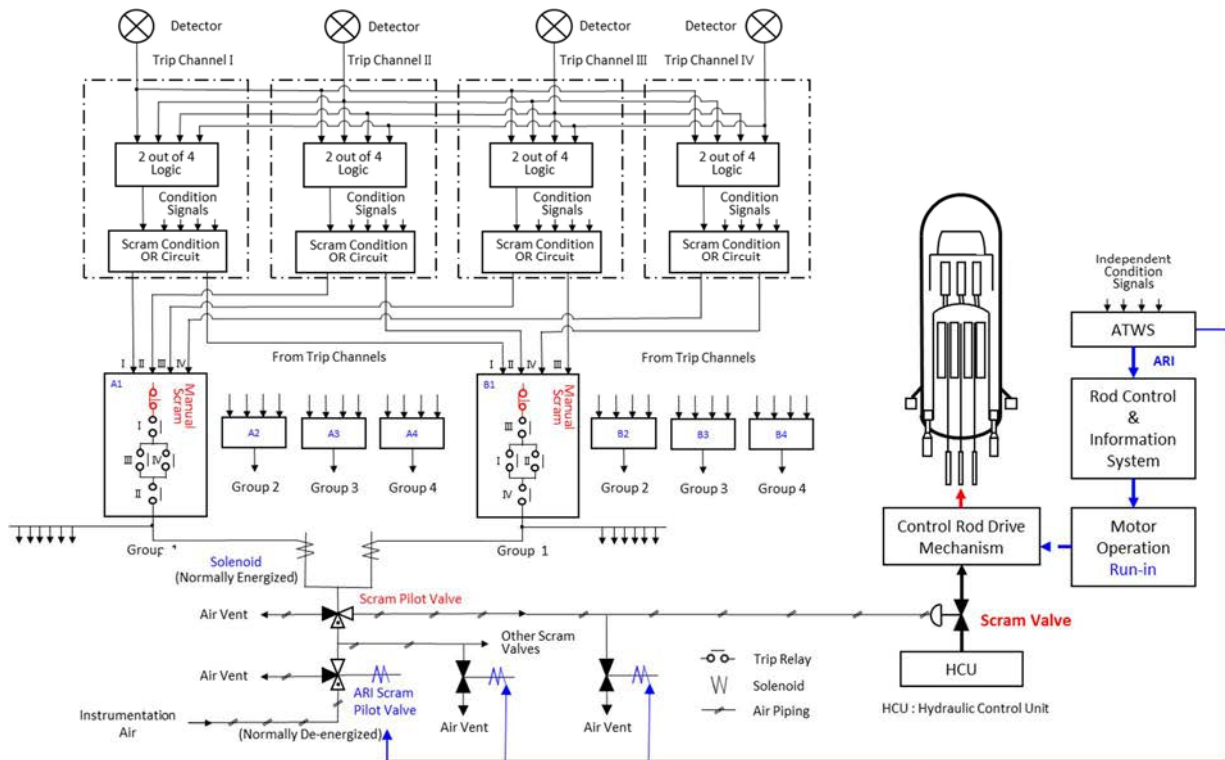 Detector
Detector
Detector
Detector
Trip Channel I
Trip Channel II
Trip Channel III
Trip Channel IV
2 out of 4
Logic
2 out of 4
Logic
2 out of 4
Logic
2 out of 4
Logic
Condition
Signals
Condition
Signals
Condition
Signals
Condition
Signals
Scram Condition
OR Circuit
Scram Condition
OR Circuit
Scram Condition
OR Circuit
Scram Condition
OR Circuit
Independent
Condition
Signals
ATWS
ARI
Rod Control
&
Information
System
Motor
Operation
Run-in
Control Rod Drive
Mechanism
From Trip Channels
From Trip Channels
I II III IV
A1
Manual
Scram
I
III IV
II
A2
A3
A4
Group 2
Group 3
Group 4
I II IV III
B1
Manual
Scram
III
I II
IV
B2
B3
B4
Group 2
Group 3
Group 4
Group 1
Group 1
Solenoid
(Normally Energized)
Scram Pilot Valve
Air Vent
Other Scram
Valves
Air Vent
ARI Scram
Pilot Valve
Instrumentation
Air
(Normally De-energized)
Air Vent
Air Vent
Trip Relay
Solenoid
Air Piping
Scram Valve
HCU
HCU : Hydraulic Control Unit